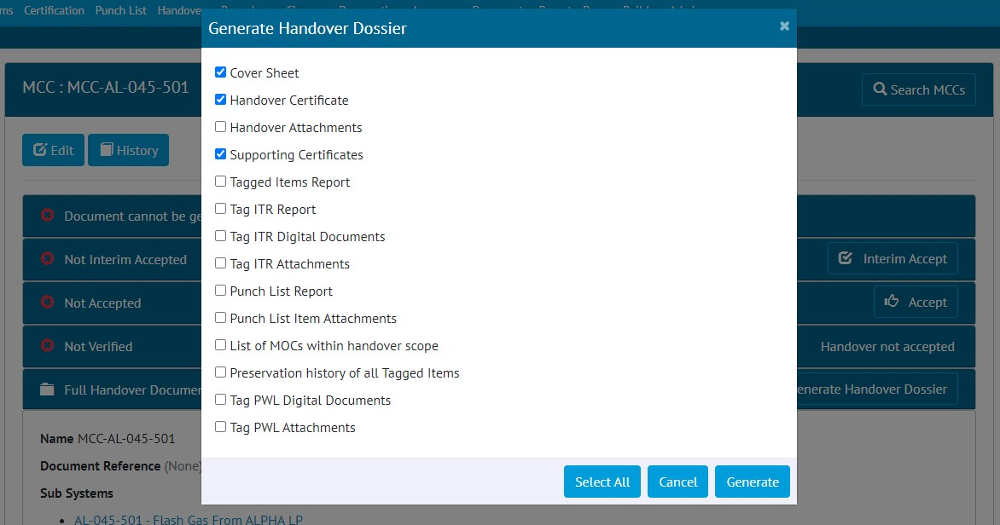 ms Certification Punch List Handove
Generate Handover Dossier
MCC : MCC-AL-045-501
Search MCCs
Edit
History
Cover Sheet
Handover Certificate
Handover Attachments
Supporting Certificates
Tagged Items Report
Tag ITR Report
Tag ITR Digital Documents
Tag ITR Attachments
Punch List Report
Punch List Item Attachments
List of MOCs within handover scope
Preservation history of all Tagged Items
Tag PWL Digital Documents
Tag PWL Attachments
Select All
Cancel
Generate
Document cannot be ge
Not Interim Accepted
Interim Accept
Not Accepted
Accept
Not Verified
Handover not accepted
Full Handover Documen
enerate Handover Dossier
Name MCC-AL-045-501
Document Reference (None)
Sub Systems
AL-045-501 - Flash Gas From ALPHA LP